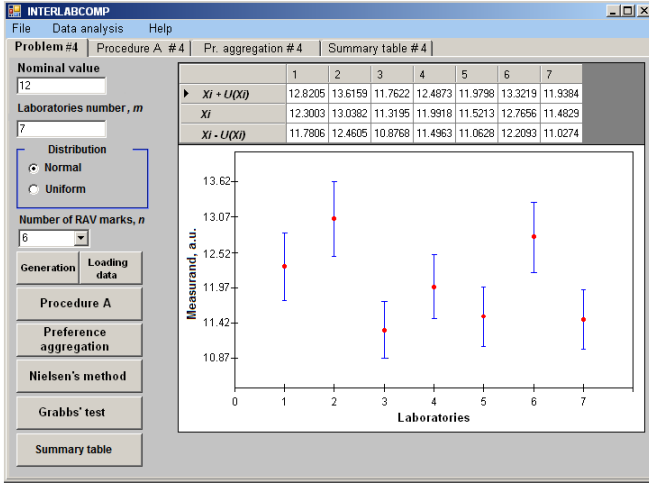 INTERLABCOMP
File Data analysis Help
Problem #4 Procedure A #4 Pr. aggregation #4 Summary table #4
Nominal value
12
Laboratories number, m
7
Distribution
Normal
Uniform
Number of RAV marks, n
6
Generation Loading data
Procedure A
Preference aggregation
Nielsen's method
Grabbs' test
Summary table
1 2 3 4 5 6 7
Xi + U(Xi) 12.8205 13.6159 11.7622 12.4873 11.9798 13.3219 11.9384
Xi 12.3003 13.0382 11.3195 11.9918 11.5213 12.7656 11.4829
Xi - U(Xi) 11.7806 12.4605 10.8768 11.4963 11.0628 12.2093 11.0274
Measurand, a.u.
13.62
13.07
12.52
11.97
11.42
10.87
0 1 2 3 4 5 6 7
Laboratories